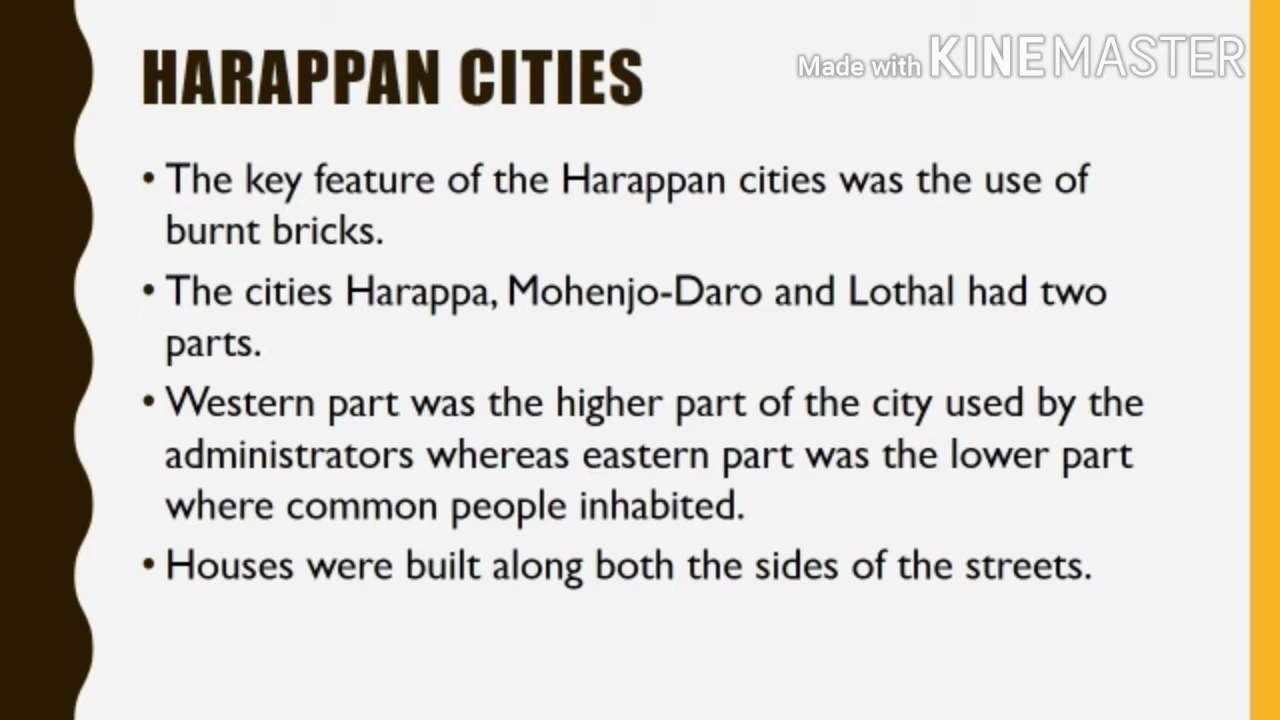 HARAPPAN CITIES
Made with KINEMASTER
• The key feature of the Harappan cities was the use of
burnt bricks.
• The cities Harappa, Mohenjo-Daro and Lothal had two
parts.
• Western part was the higher part of the city used by the
administrators whereas eastern part was the lower part
where common people inhabited.
• Houses were built along both the sides of the streets.